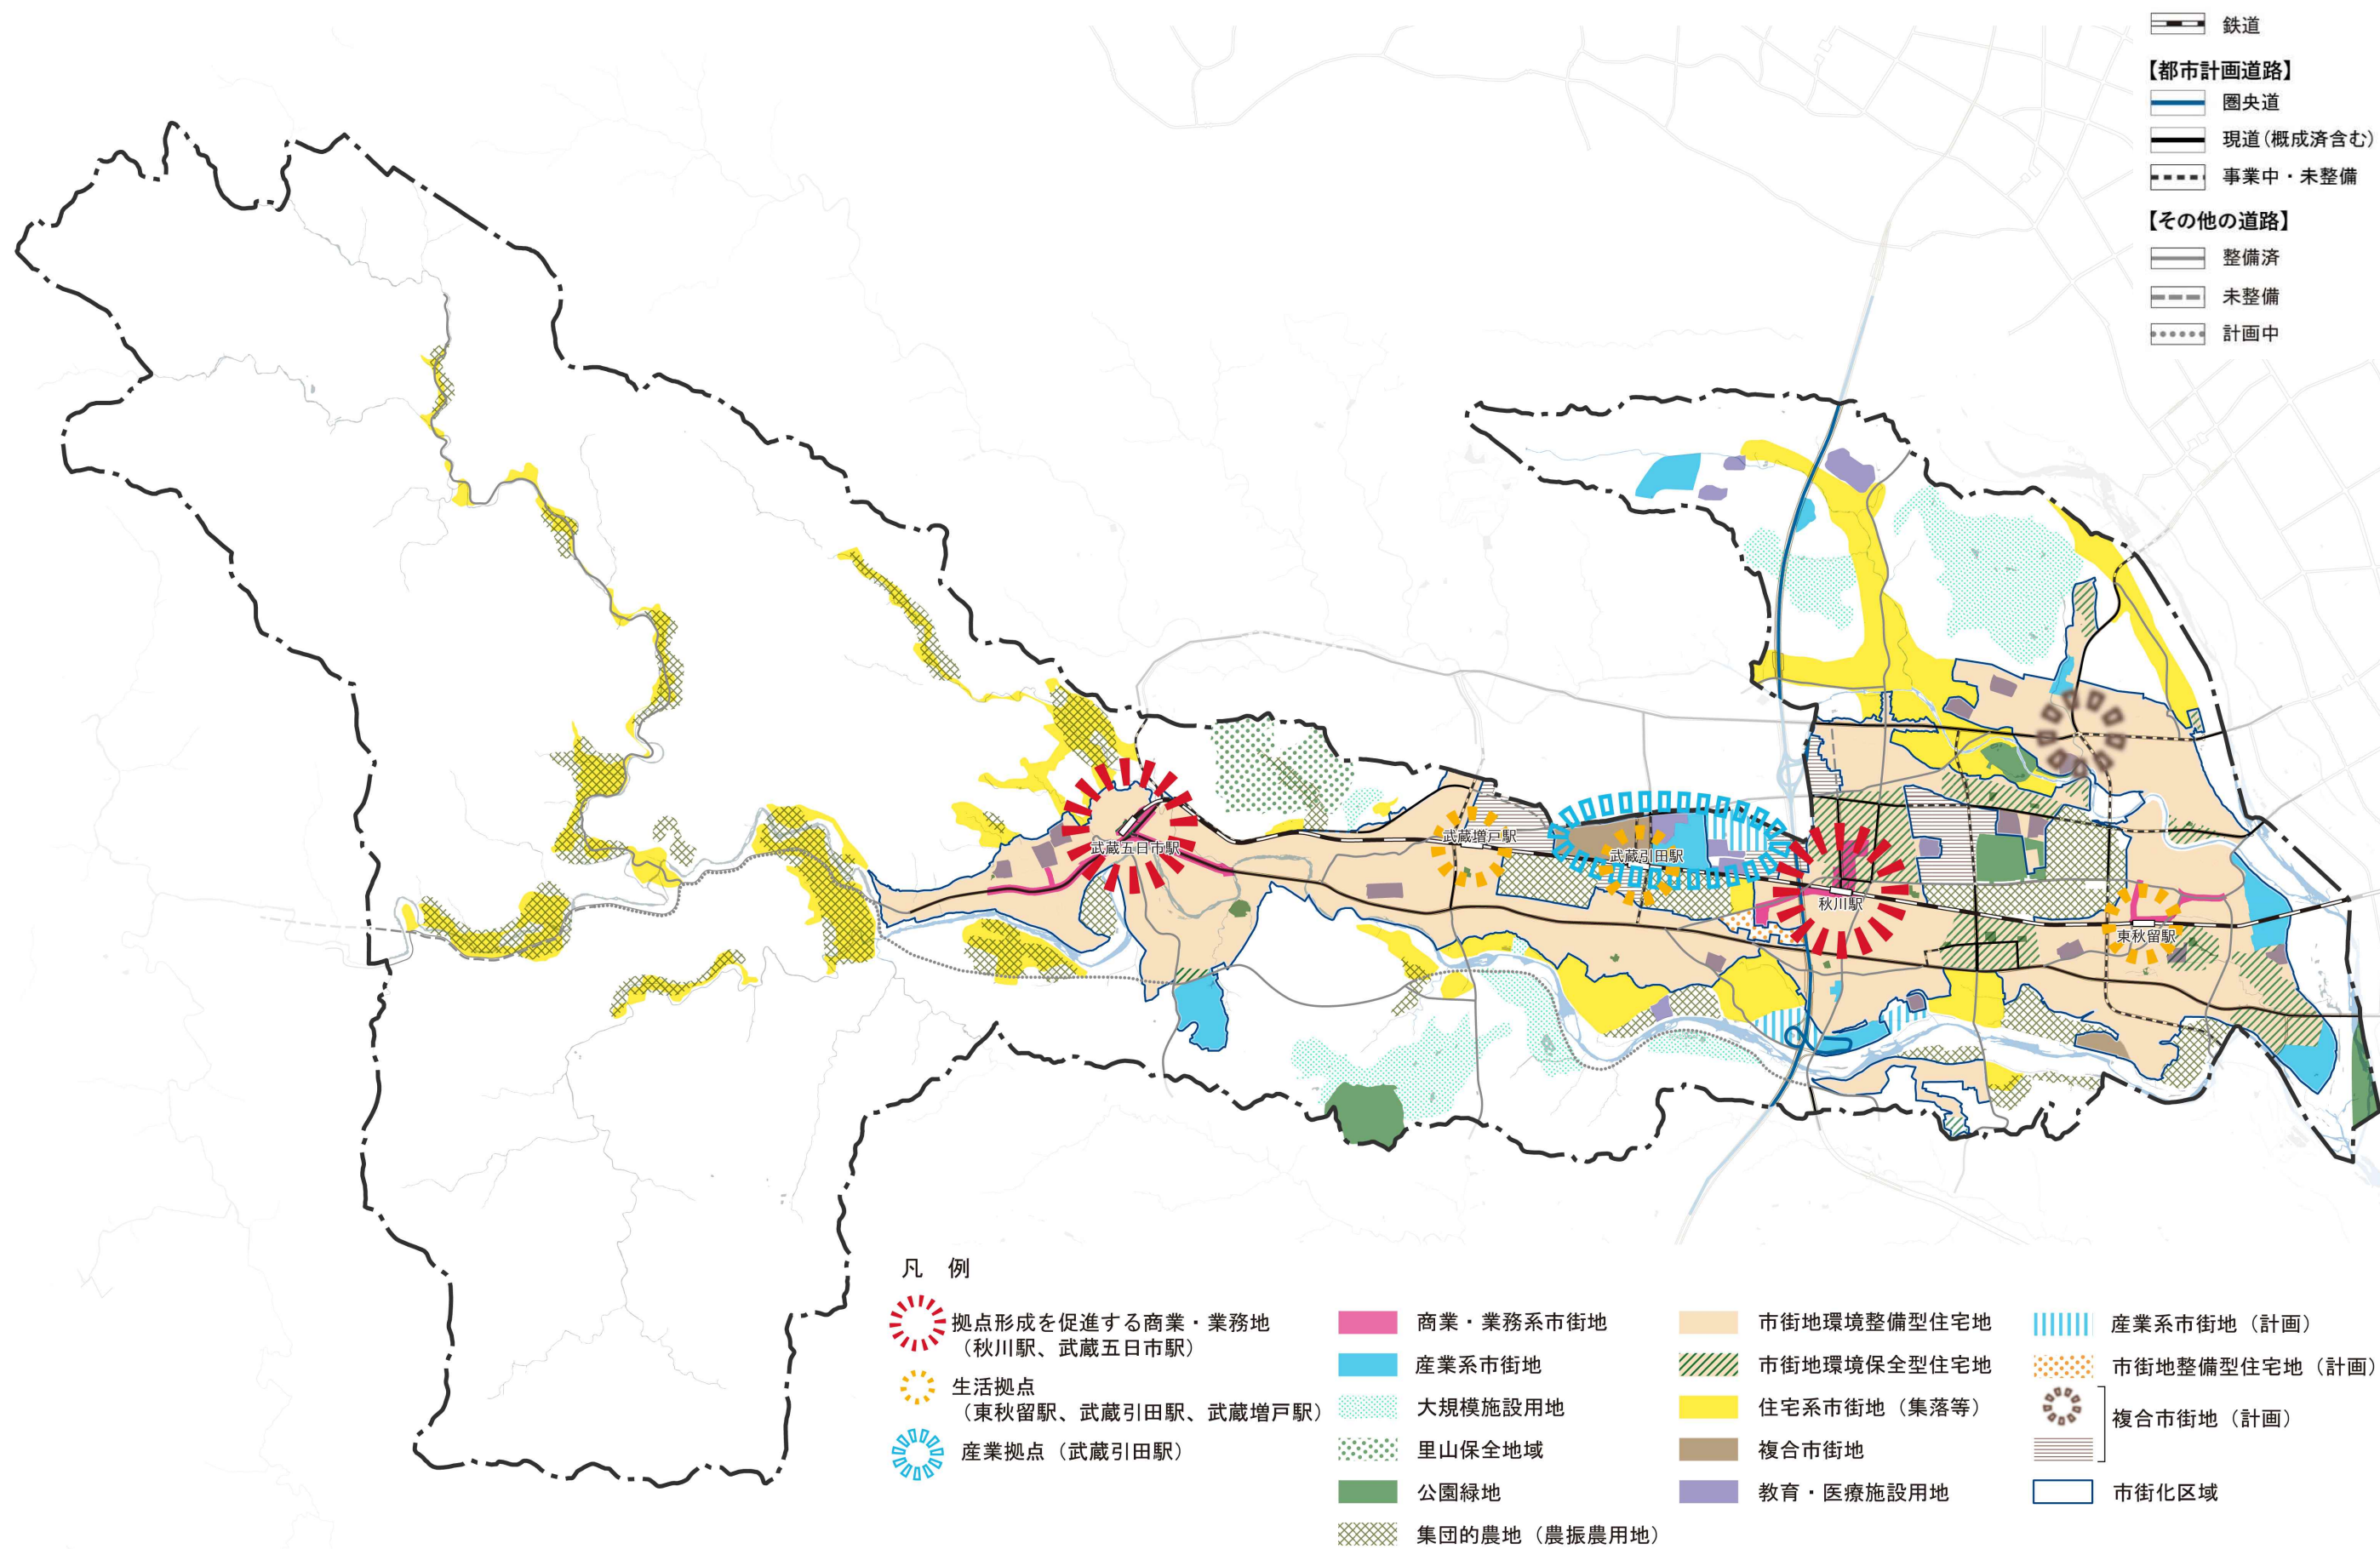 鉄道
【都市計画道路】
圏央道
現道(概成済含む)
事業中・未整備
【その他の道路】
整備済
未整備
計画中
武蔵増戸駅
武蔵五日市駅
武蔵引田駅
秋川駅
東秋留駅
凡 例
拠点形成を促進する商業・業務地
(秋川駅、武蔵五日市駅)
生活拠点
(東秋留駅、武蔵引田駅、武蔵増戸駅)
産業拠点(武蔵引田駅)
商業・業務系市街地
産業系市街地
大規模施設用地
里山保全地域
公園緑地
集団的農地(農振農用地)
市街地環境整備型住宅地
市街地環境保全型住宅地
住宅系市街地(集落等)
複合市街地
教育・医療施設用地
産業系市街地(計画)
市街地整備型住宅地(計画)
複合市街地(計画)
市街化区域